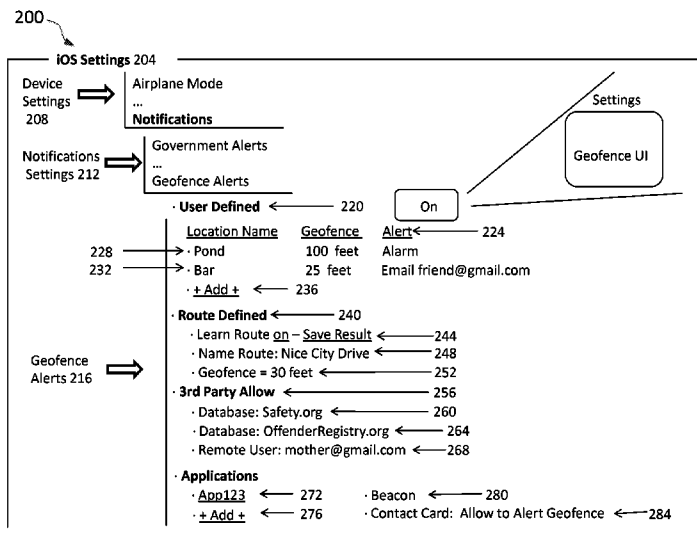 200
iOS Settings 204
Device Settings 208
Airplane Mode
...
Notifications
Settings
Geofence UI
Notifications Settings 212
Government Alerts
...
Geofence Alerts
· User Defined 220
On
Location Name Geofence Alert 224
228 · Pond 100 feet Alarm
232 · Bar 25 feet Email friend@gmail.com
· + Add + 236
· Route Defined 240
· Learn Route on – Save Result 244
· Name Route: Nice City Drive 248
Geofence Alerts 216
· Geofence = 30 feet 252
· 3rd Party Allow 256
· Database: Safety.org 260
· Database: OffenderRegistry.org 264
· Remote User: mother@gmail.com 268
· Applications
· App123 272 · Beacon 280
· + Add + 276 · Contact Card: Allow to Alert Geofence 284